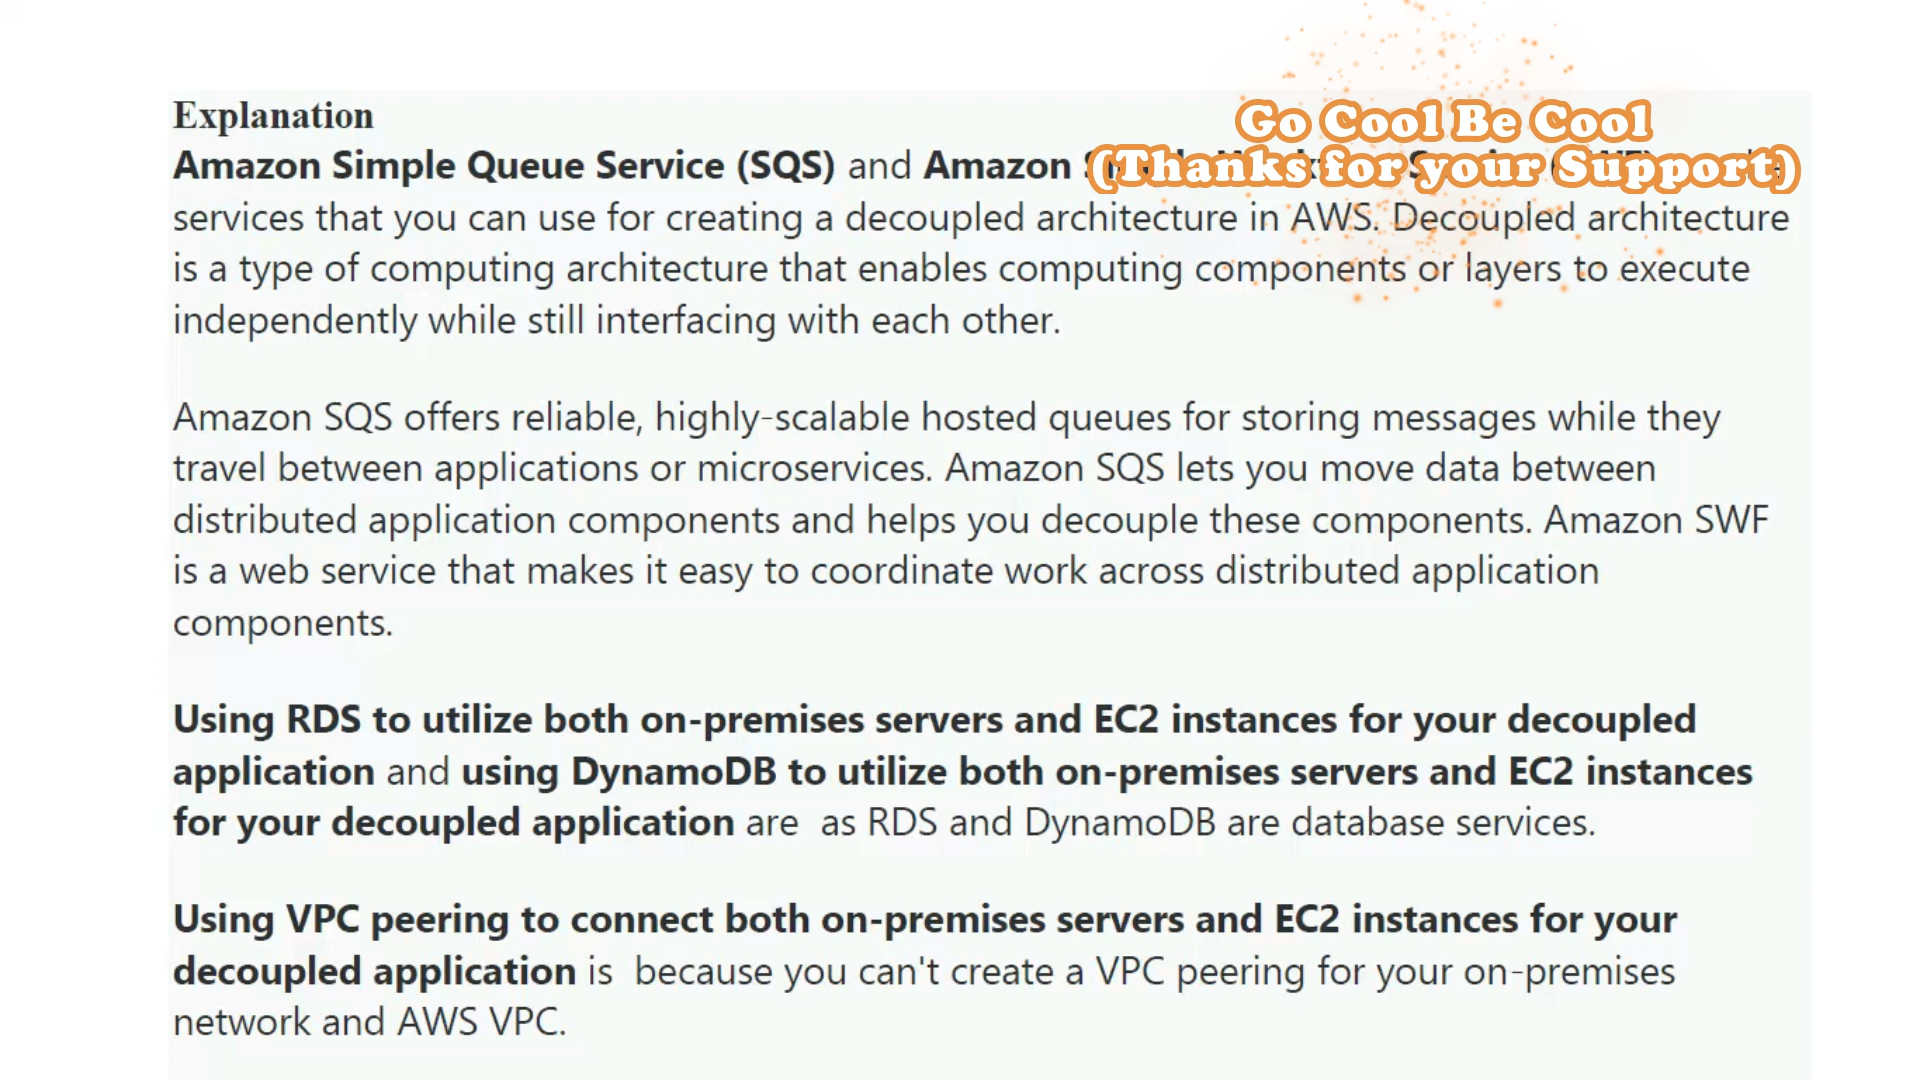 Explanation
Go Cool Be Cool
Amazon Simple Queue Service (SQS) and Amazon
(Thanks for your Support)
services that you can use for creating a decoupled architecture in AWS. Decoupled architecture
is a type of computing architecture that enables computing components or layers to execute
independently while still interfacing with each other.
Amazon SQS offers reliable, highly-scalable hosted queues for storing messages while they
travel between applications or microservices. Amazon SQS lets you move data between
distributed application components and helps you decouple these components. Amazon SWF
is a web service that makes it easy to coordinate work across distributed application
components.
Using RDS to utilize both on-premises servers and EC2 instances for your decoupled
application and using DynamoDB to utilize both on-premises servers and EC2 instances
for your decoupled application are  as RDS and DynamoDB are database services.
Using VPC peering to connect both on-premises servers and EC2 instances for your
decoupled application is  because you can't create a VPC peering for your on-premises
network and AWS VPC.